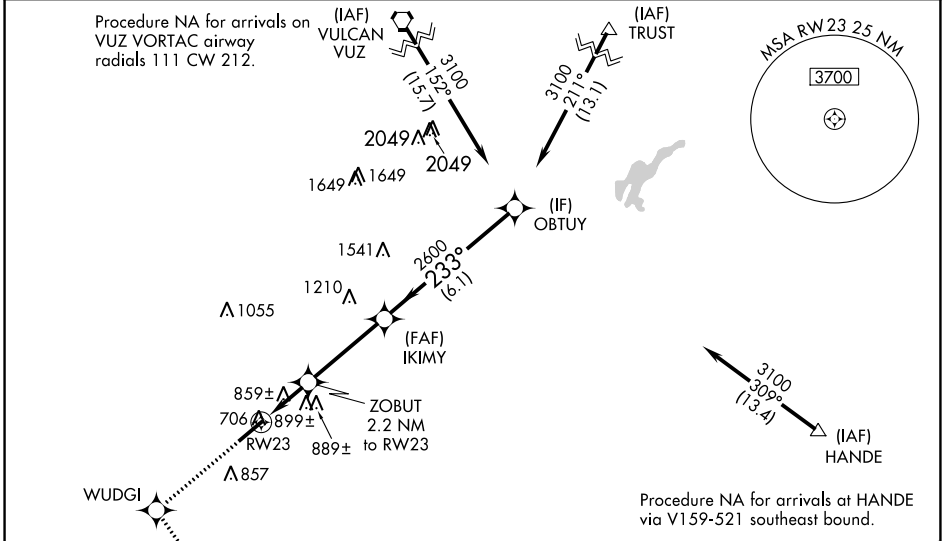 Procedure NA for arrivals on
VUZ VORTAC airway
radials 111 CW 212.
(IAF)
VULCAN
VUZ
3100
152°
(15.7)
(IAF)
TRUST
3100
211°
(13.1)
MSA RW23 25 NM
3700
2049
2049
1649
1649
(IF)
OBTUY
1541
2600
233°
(6.1)
1210
1055
(FAF)
IKIMY
859±
ZOBUT
2.2 NM
to RW23
706
899±
889±
RW23
857
WUDGI
3100
309°
(13.4)
(IAF)
HANDE
Procedure NA for arrivals at HANDE
via V159-521 southeast bound.